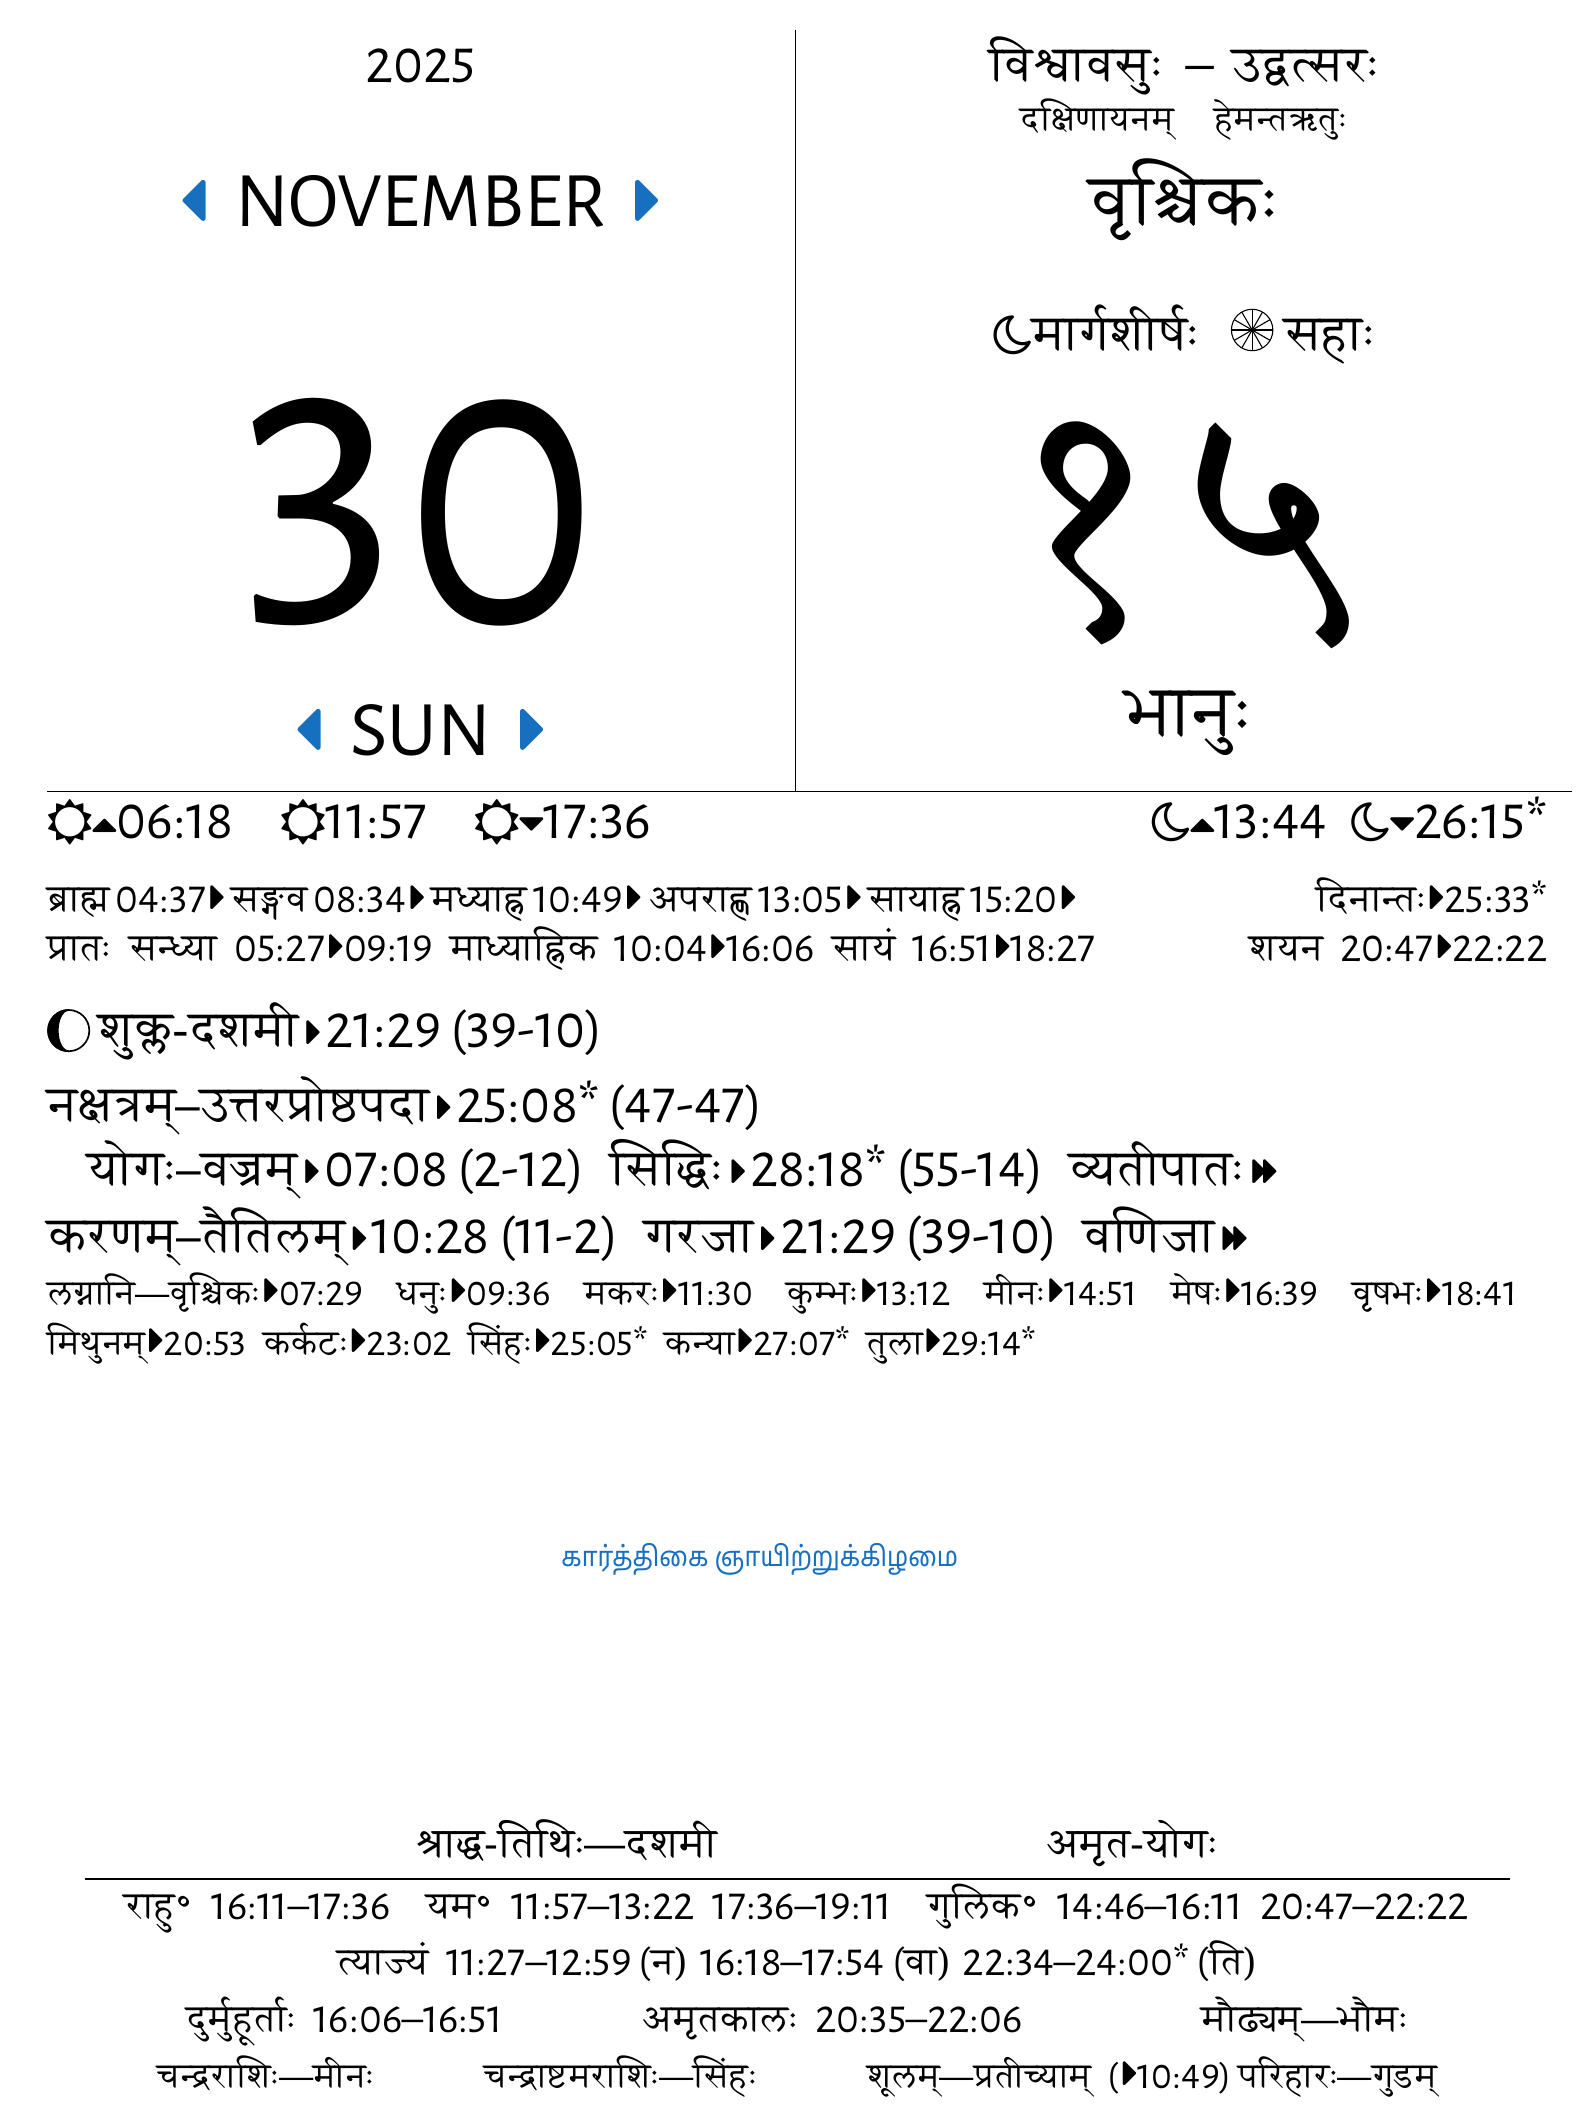 2025
NOVEMBER
30
SUN
विश्वावसुः – उद्वत्सरः
दक्षिणायनम् हेमन्तऋतुः
वृश्चिकः
मार्गशीर्षः सहाः
१५
भानुः
06:18 11:57 17:36 13:44 26:15*
ब्राह्म 04:37 सङ्गव 08:34 मध्याह्न 10:49 अपराह्ण 13:05 सायाह्न 15:20 दिनान्तः 25:33*
प्रातः सन्ध्या 05:27 09:19 माध्याह्निक 10:04 16:06 सायं 16:51 18:27 शयन 20:47 22:22
शुक्ल-दशमी 21:29 (39-10)
नक्षत्रम्–उत्तरप्रोष्ठपदा 25:08* (47-47)
योगः–वज्रम् 07:08 (2-12) सिद्धिः 28:18* (55-14) व्यतीपातः
करणम्–तैतिलम् 10:28 (11-2) गरजा 21:29 (39-10) वणिजा
लग्नानि—वृश्चिकः 07:29 धनुः 09:36 मकरः 11:30 कुम्भः 13:12 मीनः 14:51 मेषः 16:39 वृषभः 18:41
मिथुनम् 20:53 कर्कटः 23:02 सिंहः 25:05* कन्या 27:07* तुला 29:14*
கார்த்திகை ஞாயிற்றுக்கிழமை
श्राद्ध-तिथिः—दशमी अमृत-योगः
राहु॰ 16:11–17:36 यम॰ 11:57–13:22 17:36–19:11 गुलिक॰ 14:46–16:11 20:47–22:22
त्याज्यं 11:27–12:59 (न) 16:18–17:54 (वा) 22:34–24:00* (ति)
दुर्मुहूर्ताः 16:06–16:51 अमृतकालः 20:35–22:06 मौढ्यम्—भौमः
चन्द्रराशिः—मीनः चन्द्राष्टमराशिः—सिंहः शूलम्—प्रतीच्याम् (10:49) परिहारः—गुडम्